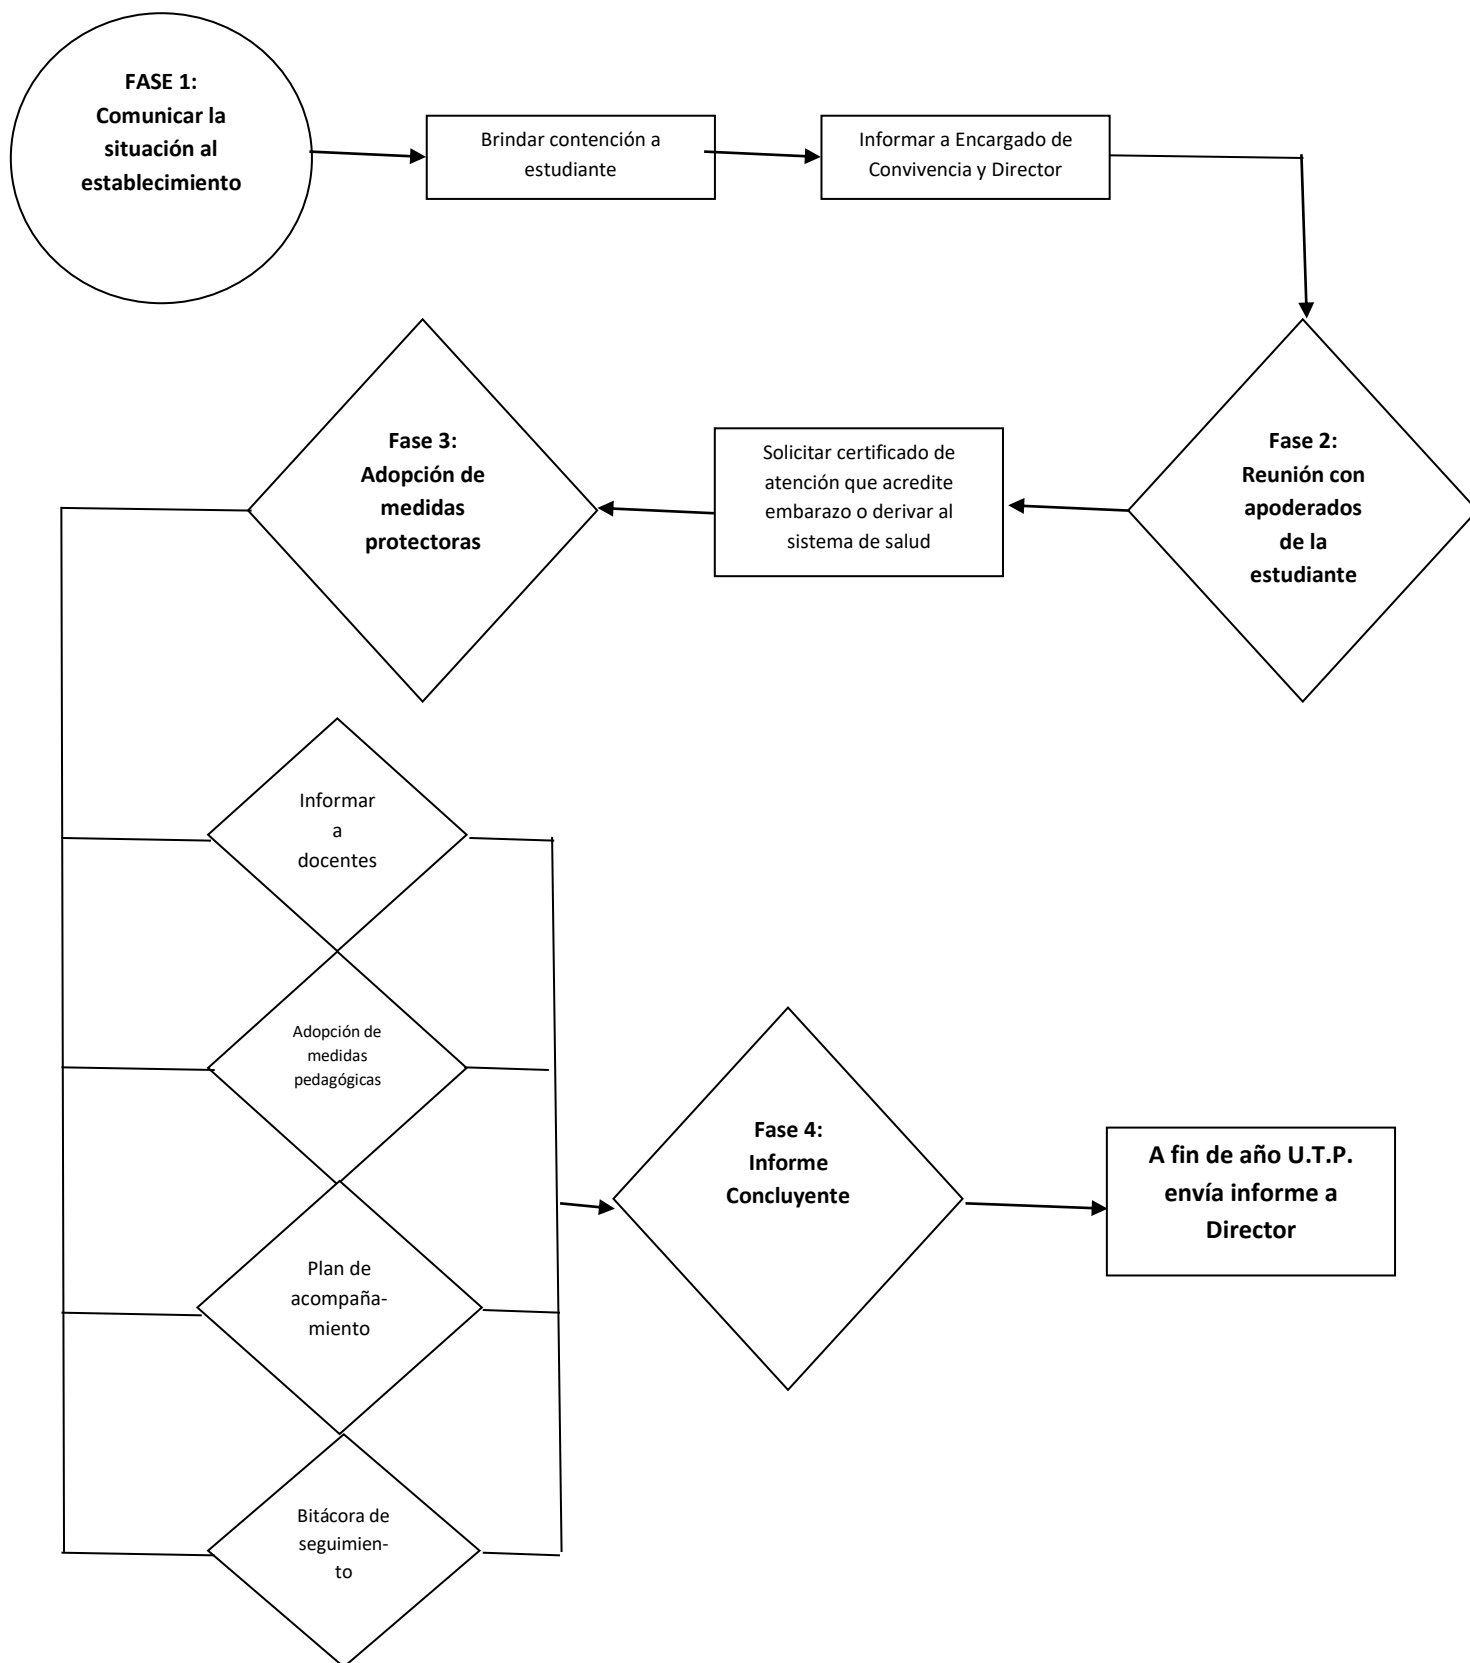 FASE 1:
Comunicar la
situación al
establecimiento
Brindar contención a
estudiante
Informar a Encargado de
Convivencia y Director
Fase 2:
Reunión con
apoderados
de la
estudiante
Solicitar certificado de
atención que acredite
embarazo o derivar al
sistema de salud
Fase 3:
Adopción de
medidas
protectoras
Informar
a
docentes
Adopción de
medidas
pedagógicas
Plan de
acompaña-
miento
Bitácora de
seguimien-
to
Fase 4:
Informe
Concluyente
A fin de año U.T.P.
envía informe a
Director